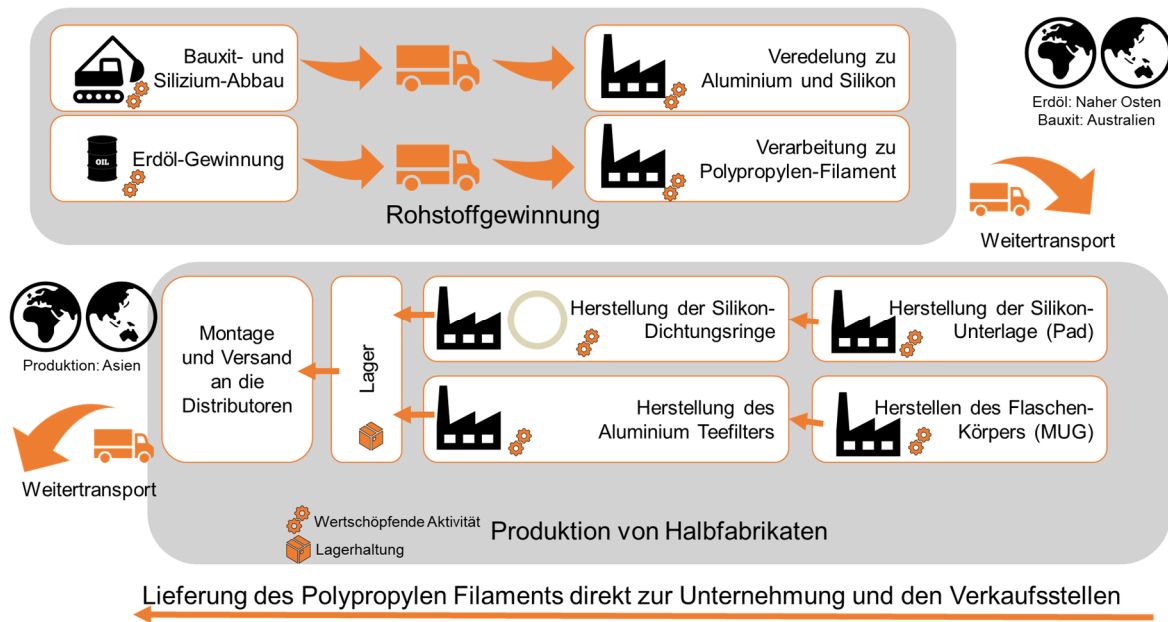 Bauxit- und
Silizium-Abbau
Veredelung zu
Aluminium und Silikon
Erdöl: Naher Osten
Bauxit: Australien
OIL
Erdöl-Gewinnung
Verarbeitung zu
Polypropylen-Filament
Rohstoffgewinnung
Weitertransport
Produktion: Asien
Montage
und Versand
an die
Distributoren
Lager
Herstellung der Silikon-
Dichtungsringe
Herstellung der Silikon-
Unterlage (Pad)
Herstellung des
Aluminium Teefilters
Herstellen des Flaschen-
Körpers (MUG)
Weitertransport
Wertschöpfende Aktivität
Lagerhaltung
Produktion von Halbfabrikaten
Lieferung des Polypropylen Filaments direkt zur Unternehmung und den Verkaufsstellen